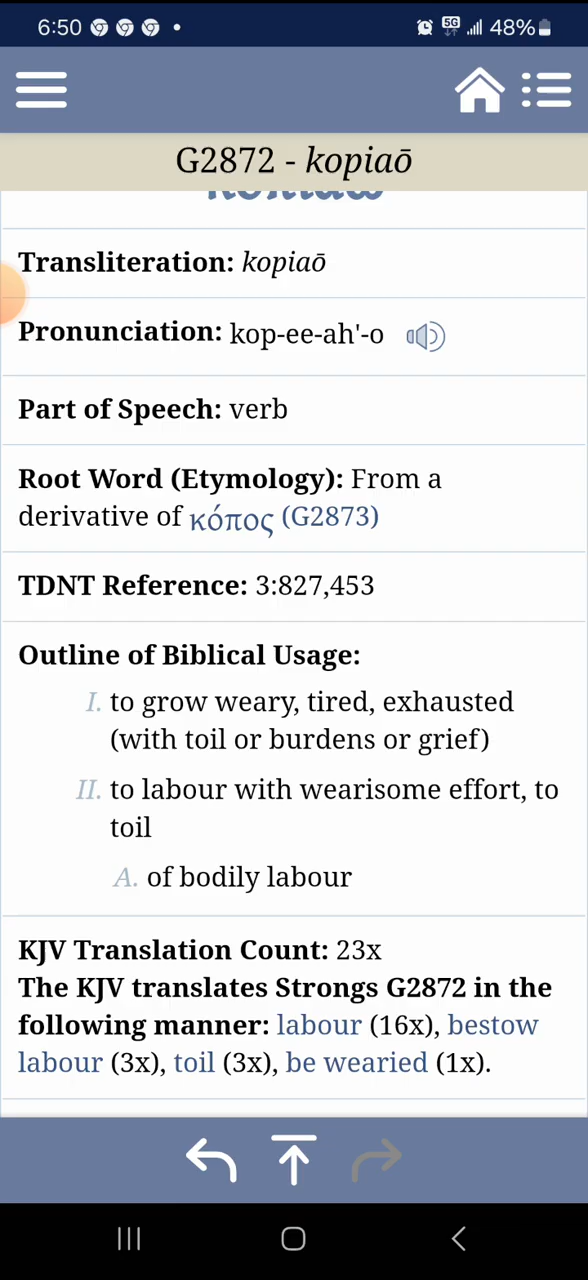 6:50 5G 48%
G2872 - kopiaō
Transliteration: kopiaō
Pronunciation: kop-ee-ah'-o
Part of Speech: verb
Root Word (Etymology): From a
derivative of κόπος (G2873)
TDNT Reference: 3:827,453
Outline of Biblical Usage:
I. to grow weary, tired, exhausted
(with toil or burdens or grief)
II. to labour with wearisome effort, to
toil
A. of bodily labour
KJV Translation Count: 23x
The KJV translates Strongs G2872 in the
following manner: labour (16x), bestow
labour (3x), toil (3x), be wearied (1x).